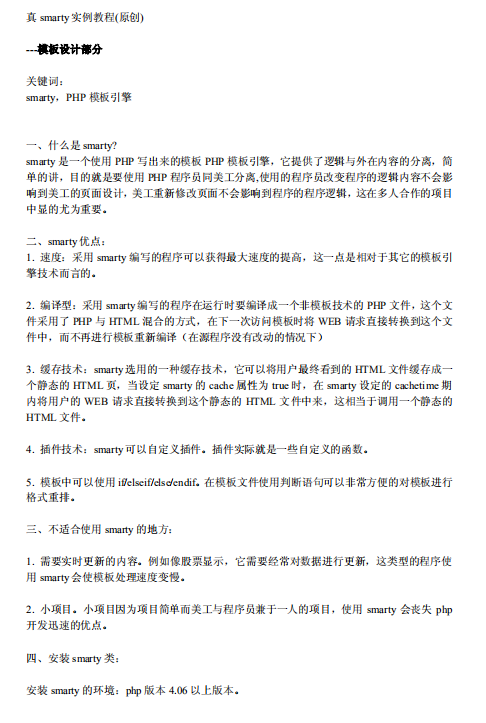 真 smarty 实例教程(原创)
---模板设计部分
关键词：
smarty，PHP 模板引擎
一、什么是 smarty?
smarty 是一个使用 PHP 写出来的模板 PHP 模板引擎，它提供了逻辑与外在内容的分离，简
单的讲，目的就是要使用 PHP 程序员同美工分离,使用的程序员改变程序的逻辑内容不会影
响到美工的页面设计，美工重新修改页面不会影响到程序的程序逻辑，这在多人合作的项目
中显的尤为重要。
二、smarty 优点：
1. 速度：采用 smarty 编写的程序可以获得最大速度的提高，这一点是相对于其它的模板引
擎技术而言的。
2. 编译型：采用 smarty 编写的程序在运行时要编译成一个非模板技术的 PHP 文件，这个文
件采用了 PHP 与 HTML 混合的方式，在下一次访问模板时将 WEB 请求直接转换到这个文
件中，而不再进行模板重新编译（在源程序没有改动的情况下）
3. 缓存技术：smarty 选用的一种缓存技术，它可以将用户最终看到的 HTML 文件缓存成一
个静态的 HTML 页，当设定 smarty 的 cache 属性为 true 时，在 smarty 设定的 cachetime 期
内将用户的 WEB 请求直接转换到这个静态的 HTML 文件中来，这相当于调用一个静态的
HTML 文件。
4. 插件技术：smarty 可以自定义插件。插件实际就是一些自定义的函数。
5. 模板中可以使用 if/elseif/else/endif。在模板文件使用判断语句可以非常方便的对模板进行
格式重排。
三、不适合使用 smarty 的地方：
1. 需要实时更新的内容。例如像股票显示，它需要经常对数据进行更新，这类型的程序使
用 smarty 会使模板处理速度变慢。
2. 小项目。小项目因为项目简单而美工与程序员兼于一人的项目，使用 smarty 会丧失 php
开发迅速的优点。
四、安装 smarty 类：
安装 smarty 的环境：php 版本 4.06 以上版本。